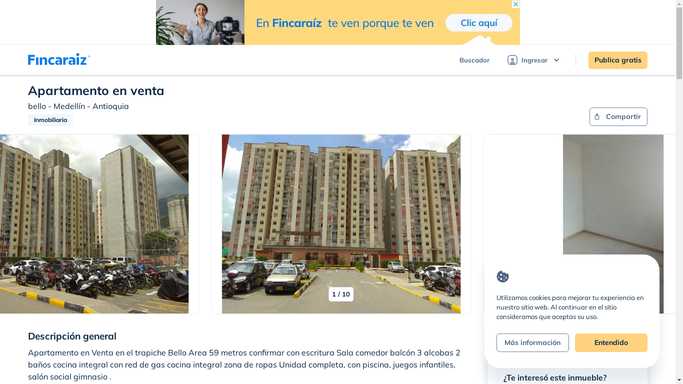 En Fincaraíz te ven porque te ven
Clic aquí
Fincaraíz
Buscador
Ingresar
Publica gratis
Apartamento en venta
bello - Medellín - Antioquia
Inmobiliaria
Compartir
1 / 10
Utilizamos cookies para mejorar tu experiencia en
nuestro sitio web. Al continuar en el sitio
consideramos que aceptas su uso.
Más información
Entendido
Descripción general
Apartamento en Venta en el trapiche Bello Area 59 metros confirmar con escritura Sala comedor balcón 3 alcobas 2
baños cocina integral con red de gas cocina integral zona de ropas Unidad completa, con piscina, juegos infantiles,
salón social gimnasio .
¿Te interesó este inmueble?